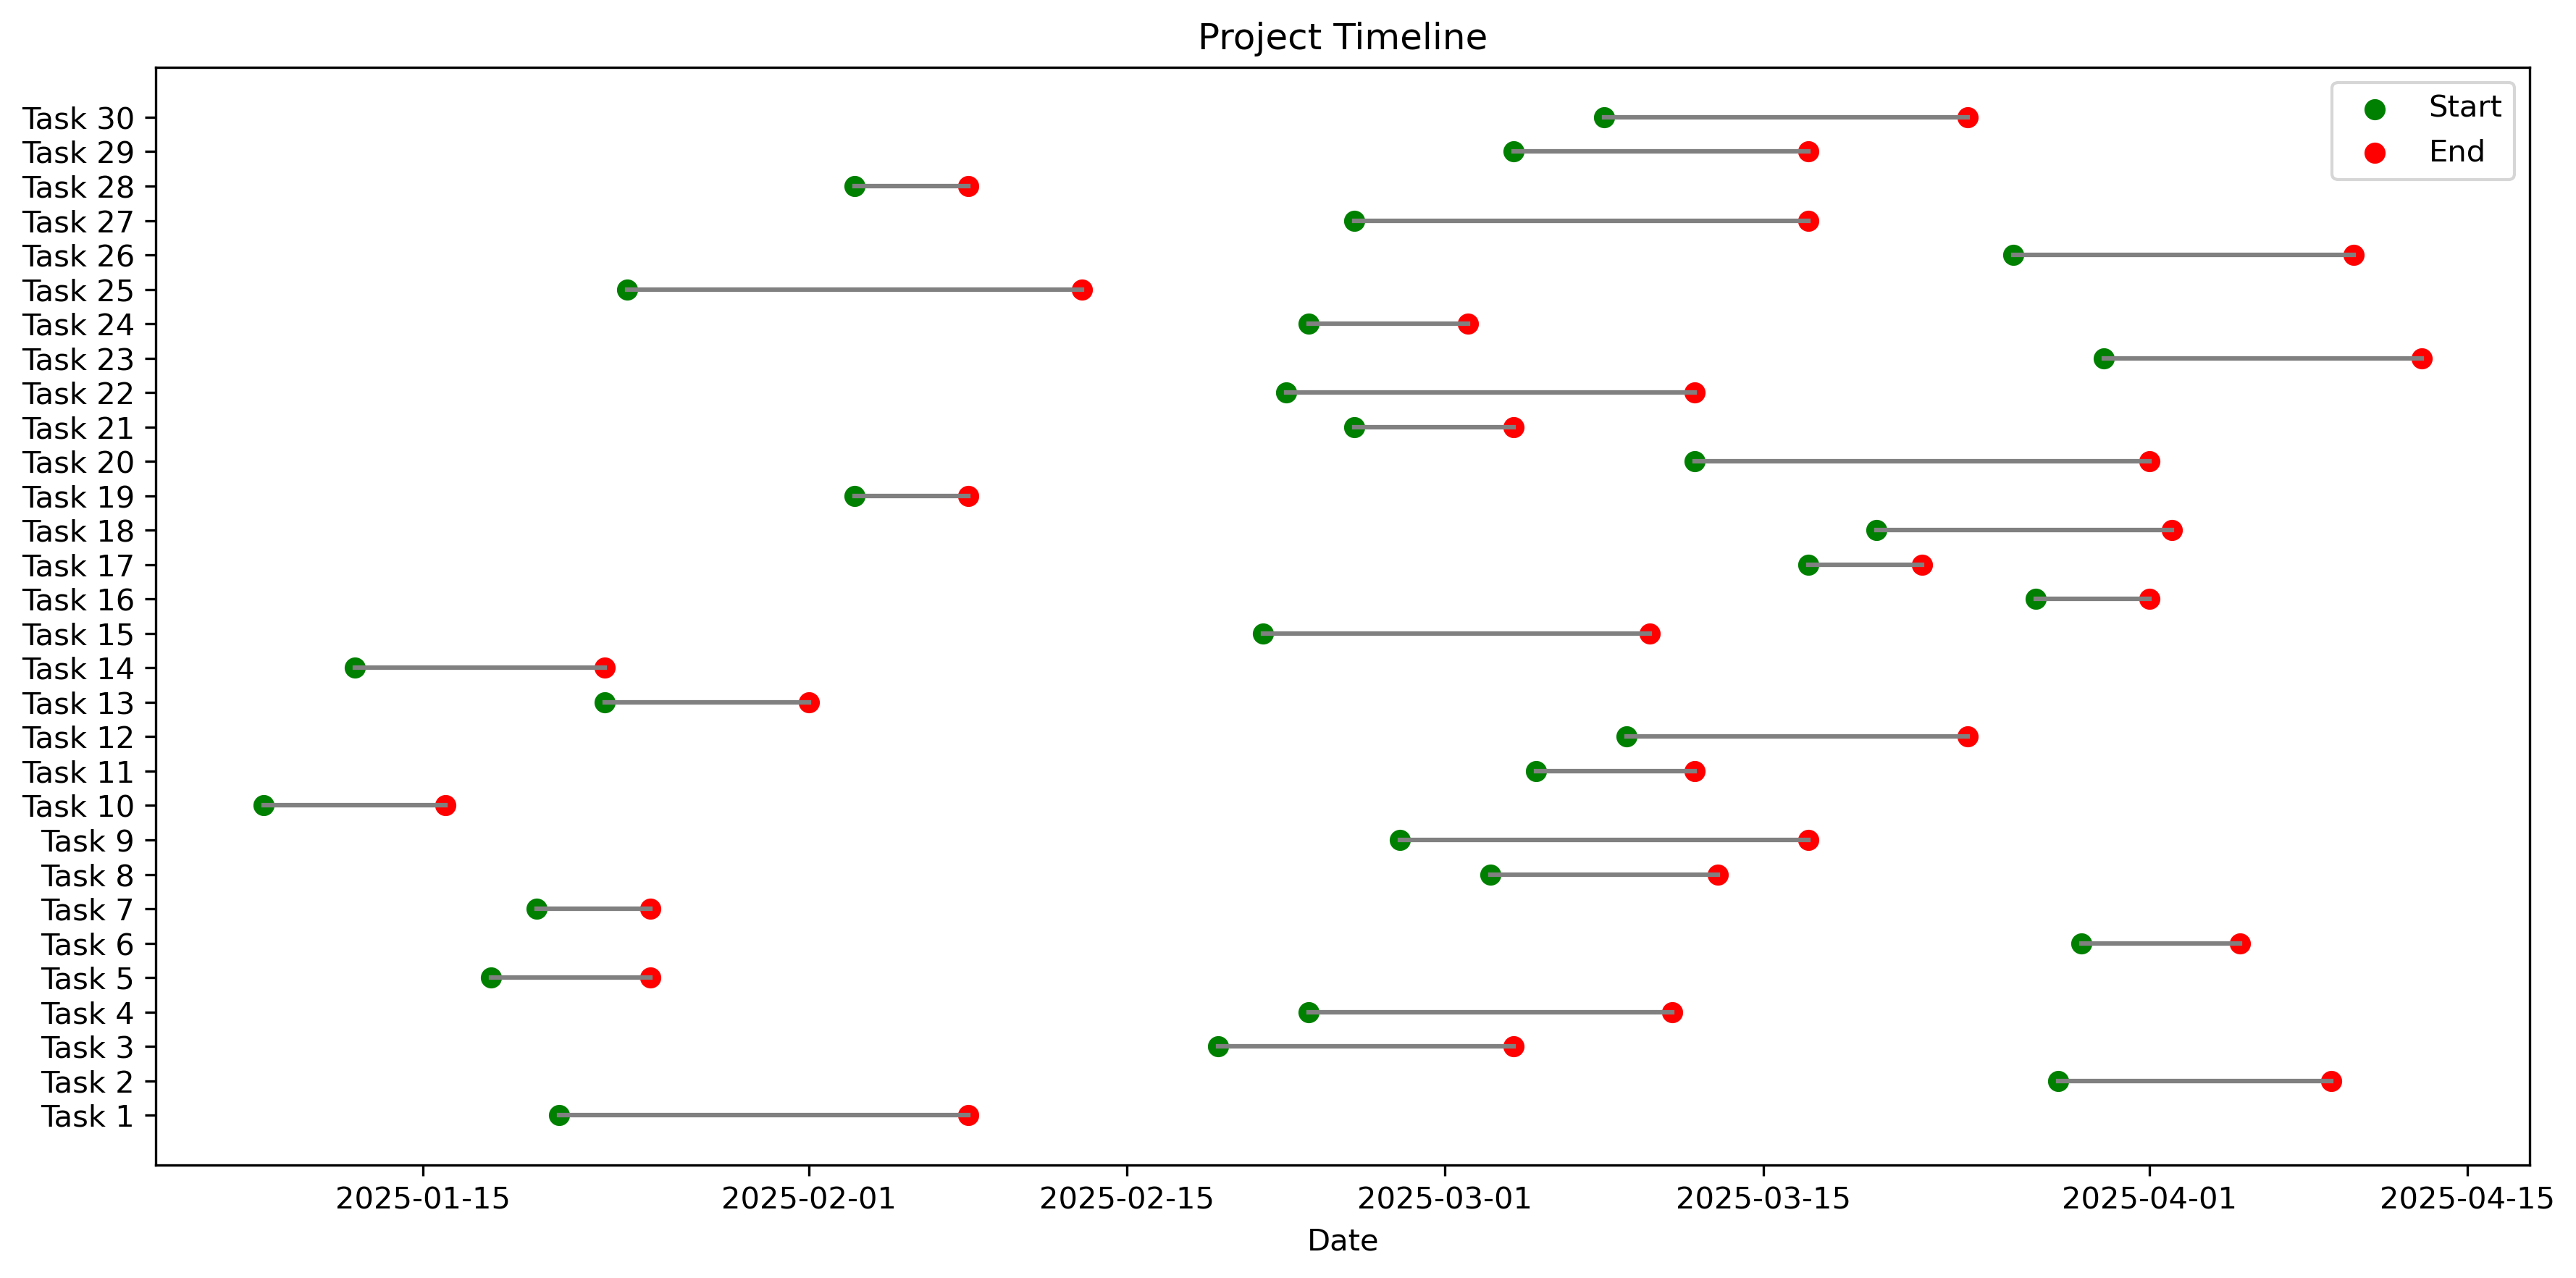 Project Timeline
Start
End
Task 30
Task 29
Task 28
Task 27
Task 26
Task 25
Task 24
Task 23
Task 22
Task 21
Task 20
Task 19
Task 18
Task 17
Task 16
Task 15
Task 14
Task 13
Task 12
Task 11
Task 10
Task 9
Task 8
Task 7
Task 6
Task 5
Task 4
Task 3
Task 2
Task 1
2025-01-15 2025-02-01 2025-02-15 2025-03-01 2025-03-15 2025-04-01 2025-04-15
Date